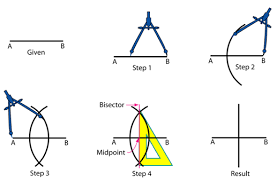 A B
Given
A B
Step 1
A B
Step 2
A B
Step 3
Bisector
Midpoint
A B
Step 4
A B
Result